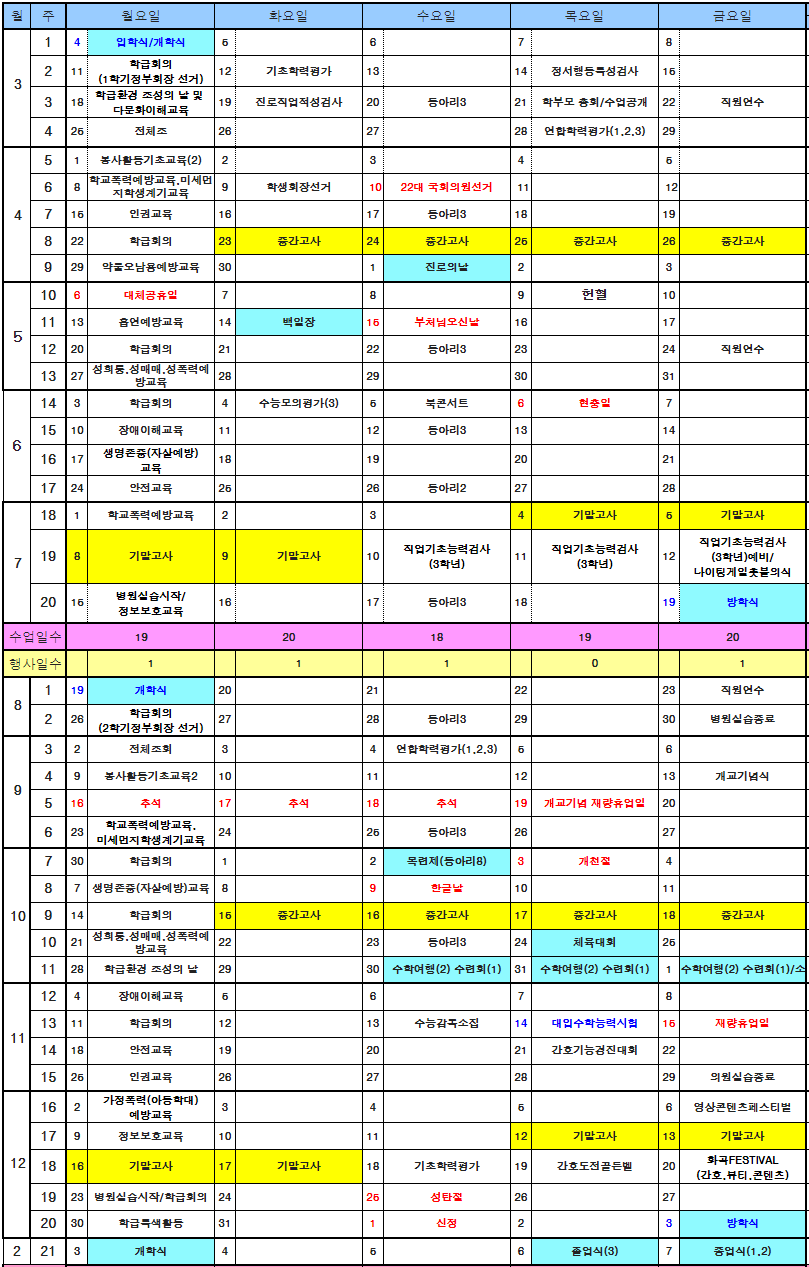 월 주 월요일 화요일 수요일 목요일 금요일
3
1 4 입학식/개학식 5 6 7 8
2 11 학급회의
(1학기정부회장 선거) 12 기초학력평가 13 14 정서행동특성검사 15
3 18 학급환경 조성의 날 및
다문화이해교육 19 진로직업적성검사 20 동아리3 21 학부모 총회/수업공개 22 직원연수
4 25 전체조 26 27 28 연합학력평가(1,2,3) 29
4
5 1 봉사활동기초교육(2) 2 3 4 5
6 8 학교폭력예방교육,미세먼
지학생계기교육 9 학생회장선거 10 22대 국회의원선거 11 12
7 15 인권교육 16 17 동아리3 18 19
8 22 학급회의 23 중간고사 24 중간고사 25 중간고사 26 중간고사
9 29 약물오남용예방교육 30 1 진로의날 2 3
5
10 6 대체공휴일 7 8 9 헌혈 10
11 13 흡연예방교육 14 백일장 15 부처님오신날 16 17
12 20 학급회의 21 22 동아리3 23 24 직원연수
13 27 성희롱,성매매,성폭력예
방교육 28 29 30 31
6
14 3 학급회의 4 수능모의평가(3) 5 북콘서트 6 현충일 7
15 10 장애이해교육 11 12 동아리3 13 14
16 17 생명존중(자살예방)
교육 18 19 20 21
17 24 안전교육 25 26 동아리2 27 28
7
18 1 학교폭력예방교육 2 3 4 기말고사 5 기말고사
19 8 기말고사 9 기말고사 10 직업기초능력검사
(3학년) 11 직업기초능력검사
(3학년) 12 직업기초능력검사
(3학년)예비/
나이팅게일촛불의식
20 15 병원실습시작/
정보보호교육 16 17 동아리3 18 19 방학식
수업일수 19 20 18 19 20
행사일수 1 1 1 0 1
8
1 19 개학식 20 21 22 23 직원연수
2 26 학급회의
(2학기정부회장 선거) 27 28 동아리3 29 30 병원실습종료
9
3 2 전체조회 3 4 연합학력평가(1,2,3) 5 6
4 9 봉사활동기초교육2 10 11 12 13 개교기념식
5 16 추석 17 추석 18 추석 19 개교기념 재량휴업일 20
6 23 학교폭력예방교육,
미세먼지학생계기교육 24 25 동아리3 26 27
10
7 30 학급회의 1 2 목련제(동아리8) 3 개천절 4
8 7 생명존중(자살예방)교육 8 9 한글날 10 11
9 14 학급회의 15 중간고사 16 중간고사 17 중간고사 18 중간고사
10 21 성희롱,성매매,성폭력예
방교육 22 23 동아리3 24 체육대회 25
11 28 학급환경 조성의 날 29 30 수학여행(2) 수련회(1) 31 수학여행(2) 수련회(1) 1 수학여행(2) 수련회(1)/소
11
12 4 장애이해교육 5 6 7 8
13 11 학급회의 12 13 수능감독소집 14 대입수학능력시험 15 재량휴업일
14 18 안전교육 19 20 21 간호기능경진대회 22
15 25 인권교육 26 27 28 29 의원실습종료
12
16 2 가정폭력(아동학대)
예방교육 3 4 5 6 영상콘텐츠페스티벌
17 9 정보보호교육 10 11 12 기말고사 13 기말고사
18 16 기말고사 17 기말고사 18 기초학력평가 19 간호도전골든벨 20 화곡FESTIVAL
(간호,뷰티,콘텐츠)
19 23 병원실습시작/학급회의 24 25 성탄절 26 27
20 30 학급특색활동 31 1 신정 2 3 방학식
2 21 3 개학식 4 5 6 졸업식(3) 7 종업식(1,2)